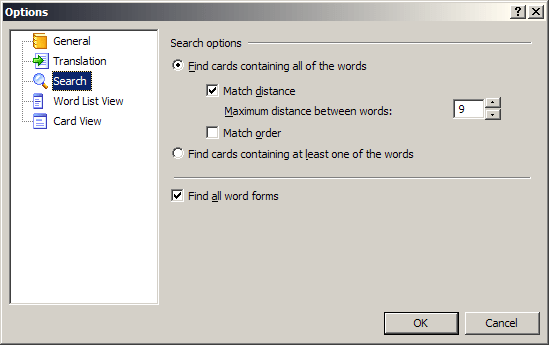 Options
General
Translation
Search
Word List View
Card View
Search options
Find cards containing all of the words
Match distance
Maximum distance between words:
9
Match order
Find cards containing at least one of the words
Find all word forms
OK
Cancel